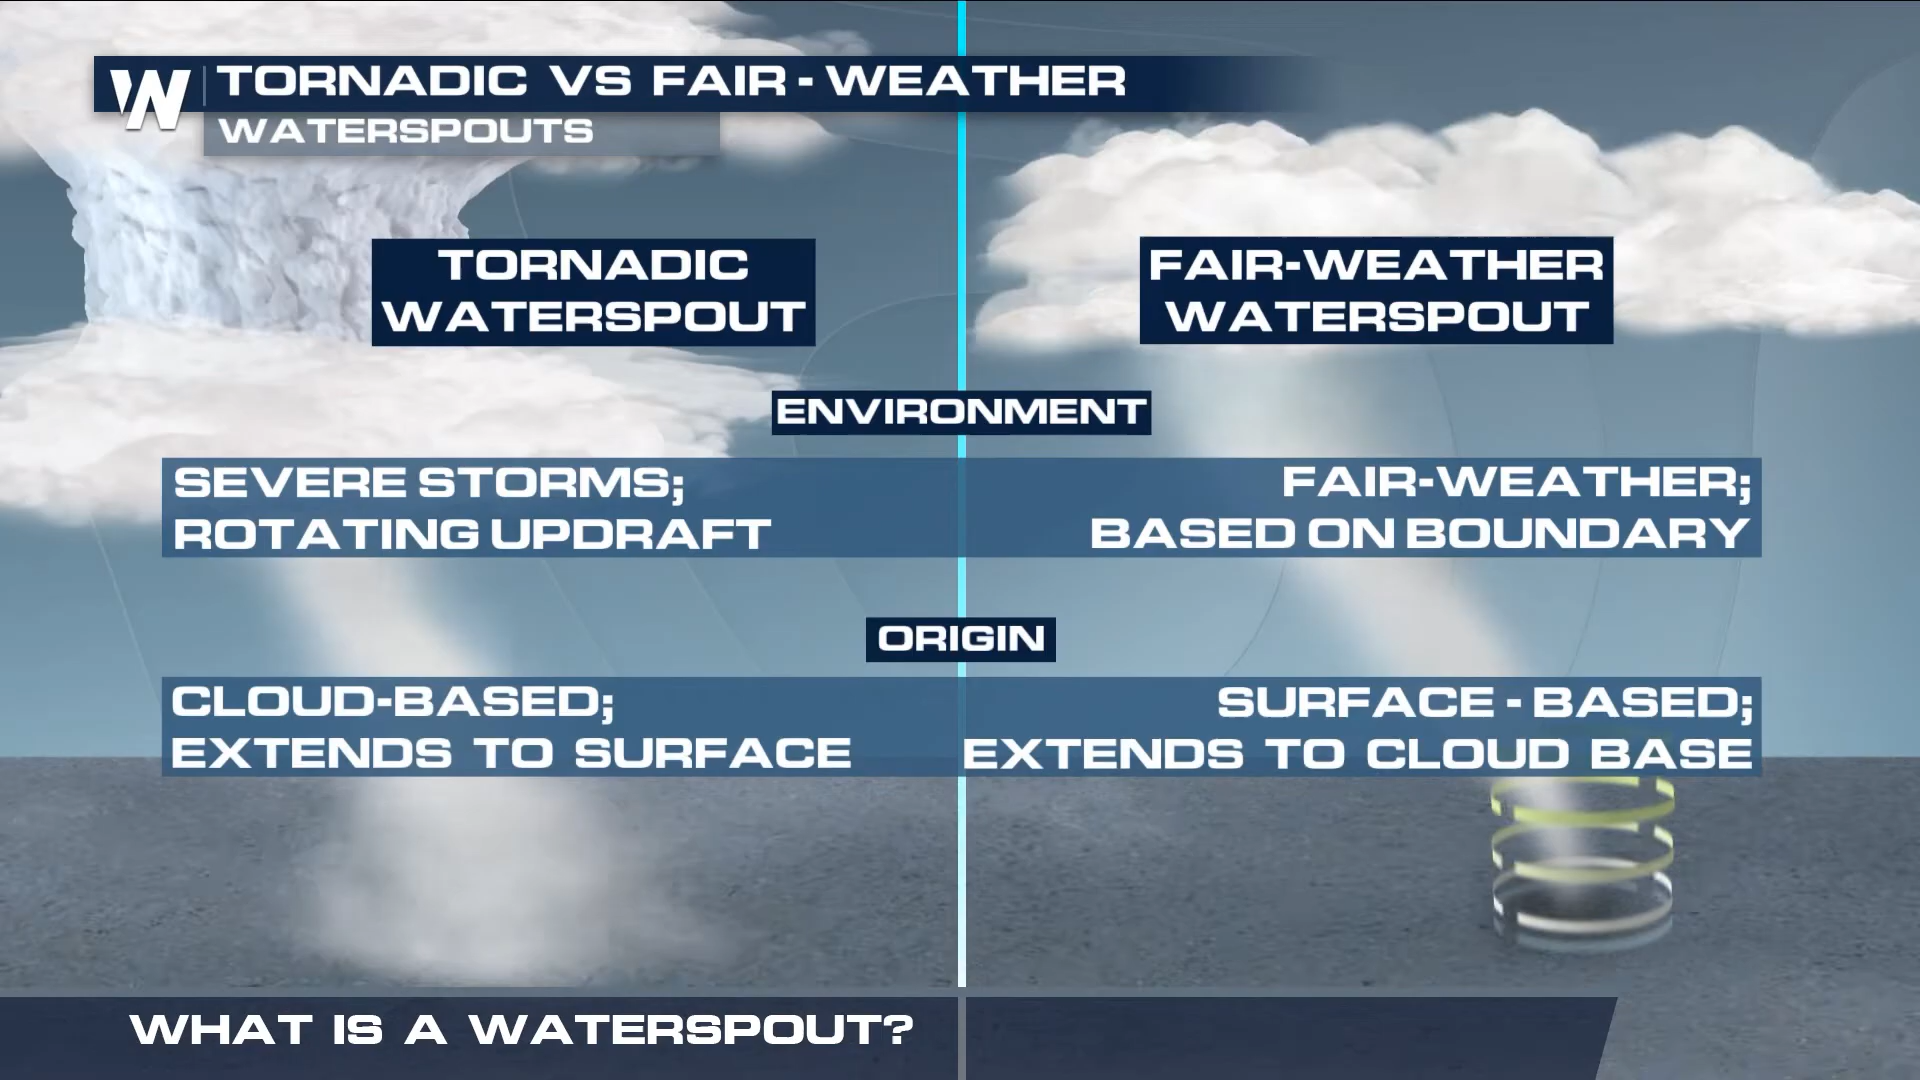 W
TORNADIC VS FAIR - WEATHER
WATERSPOUTS
TORNADIC
WATERSPOUT
FAIR-WEATHER
WATERSPOUT
ENVIRONMENT
SEVERE STORMS;
ROTATING UPDRAFT
FAIR-WEATHER;
BASED ON BOUNDARY
ORIGIN
CLOUD-BASED;
EXTENDS TO SURFACE
SURFACE - BASED;
EXTENDS TO CLOUD BASE
WHAT IS A WATERSPOUT?